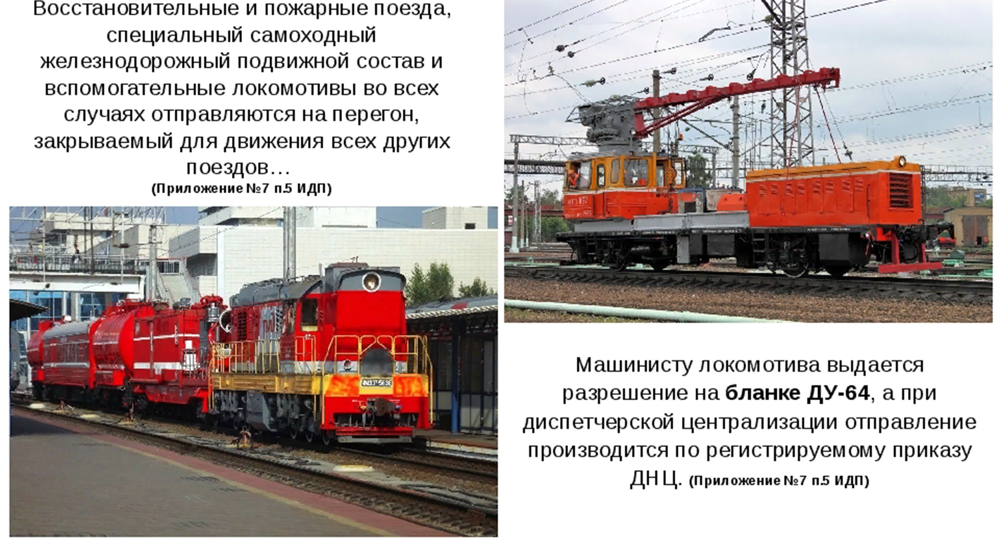 Восстановительные и пожарные поезда,
специальный самоходный
железнодорожный подвижной состав и
вспомогательные локомотивы во всех
случаях отправляются на перегон,
закрываемый для движения всех других
поездов…
(Приложение №7 п.5 ИДП)
Машинисту локомотива выдается
разрешение на бланке ДУ-64, а при
диспетчерской централизации отправление
производится по регистрируемому приказу
ДНЦ. (Приложение №7 п.5 ИДП)